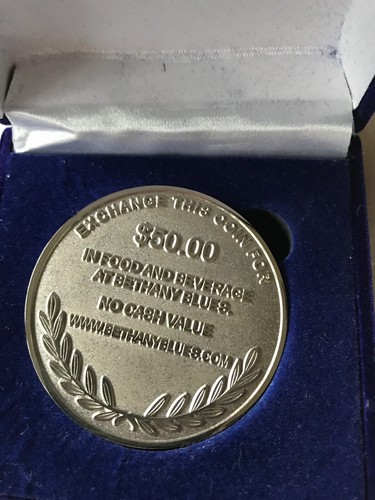 EXCHANGE THIS COIN FOR
$50.00
IN FOOD AND BEVERAGE
AT BETHANY BLUES.
NO CASH VALUE
WWW.BETHANYBLUES.COM